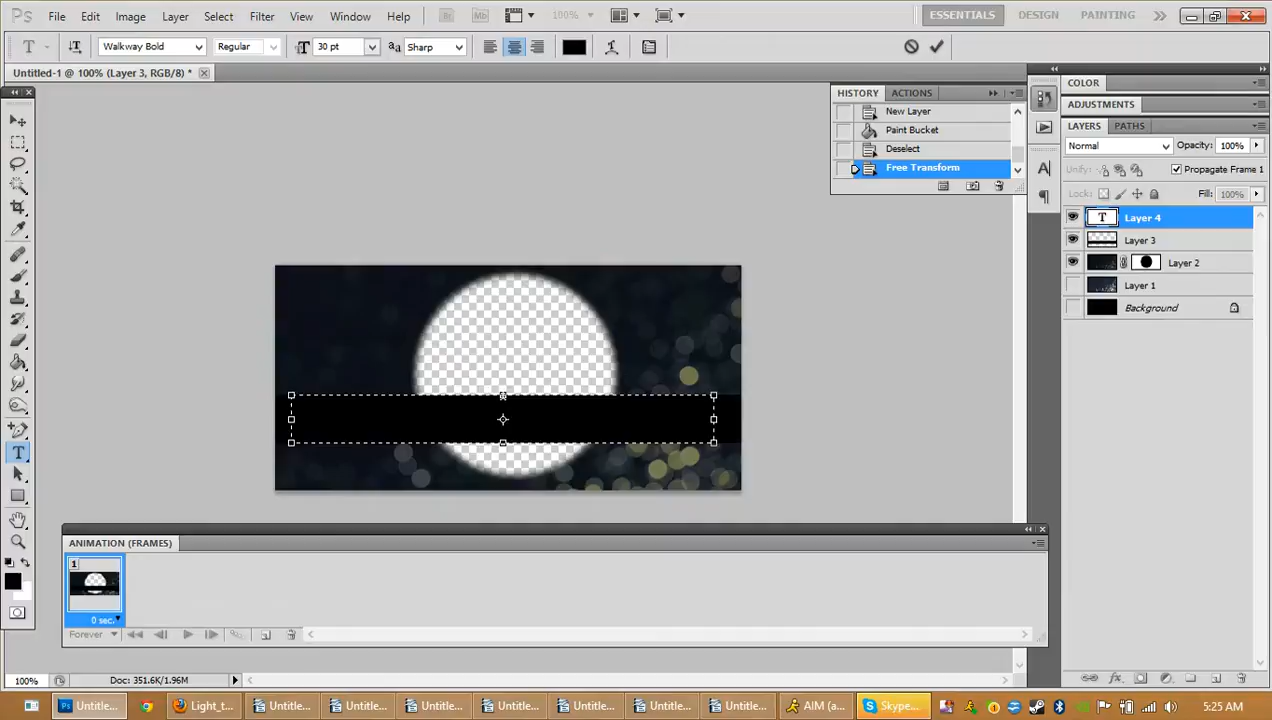 Ps File Edit Image Layer Select Filter View Window Help Br Mb 100% ESSENTIALS DESIGN PAINTING
T Walkway Bold Regular T 30 pt aa Sharp
Untitled-1 @ 100% (Layer 3, RGB/8) *
COLOR
HISTORY ACTIONS
ADJUSTMENTS
New Layer
LAYERS PATHS
Paint Bucket
Normal Opacity: 100%
Deselect
Free Transform
Unify: Propagate Frame 1
Lock: Fill: 100%
T Layer 4
Layer 3
Layer 2
Layer 1
Background
ANIMATION (FRAMES)
1
0 sec.
Forever
100% Doc: 351.6K/1.96M
Ps Untitle... Light_t... Untitle... Untitle... Untitle... Untitle... Untitle... Untitle... Untitle... AIM (a... Skype... 5:25 AM